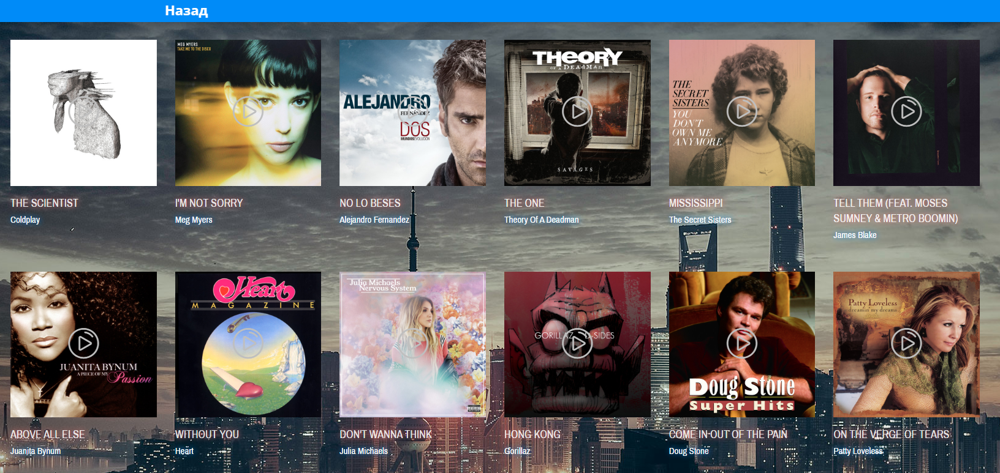 Назад
MEG MYERS
TAKE ME TO THE DISCO
ALEJANDRO
FERNÁNDEZ
DOS
MUNDOSEVOLUCIÓN
THEORY
OF A DEADMAN
SAVAGES
THE
SECRET
SISTERS
YOU
DON'T
OWN ME
ANYMORE
THE SCIENTIST
Coldplay
I'M NOT SORRY
Meg Myers
NO LO BESES
Alejandro Fernandez
THE ONE
Theory Of A Deadman
MISSISSIPPI
The Secret Sisters
TELL THEM (FEAT. MOSES
SUMNEY & METRO BOOMIN)
James Blake
JUANITA BYNUM
A PIECE OF MY
Passion
Heart
MAGAZINE
Julia Michaels
Nervous System
GORILLAZ D-SIDES
Doug Stone
Super Hits
Patty Loveless
dreamin' my dreams
ABOVE ALL ELSE
Juanita Bynum
WITHOUT YOU
Heart
DON'T WANNA THINK
Julia Michaels
HONG KONG
Gorillaz
COME IN OUT OF THE PAIN
Doug Stone
ON THE VERGE OF TEARS
Patty Loveless